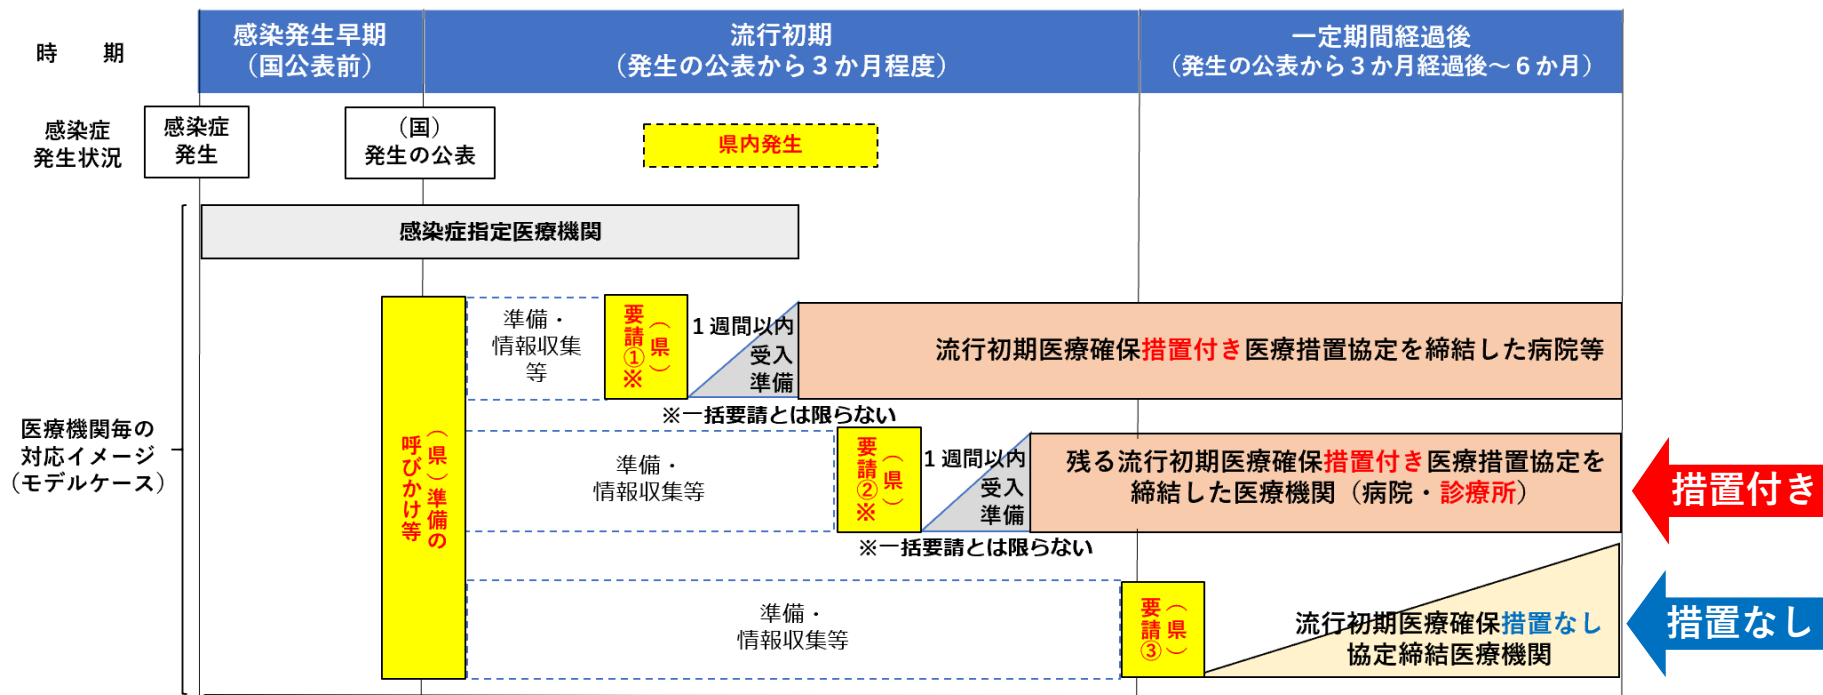 時　期
感染発生早期
（国公表前）
流行初期
（発生の公表から３か月程度）
一定期間経過後
（発生の公表から３か月経過後～６か月）
感染症
発生状況
感染症
発生
（国）
発生の公表
県内発生
感染症指定医療機関
医療機関毎の
対応イメージ
（モデルケース）
（県）準備の
呼びかけ等
準備・
情報収集
等
（県）
要請①※
１週間以内
受入
準備
流行初期医療確保措置付き医療措置協定を締結した病院等
※一括要請とは限らない
準備・
情報収集等
（県）
要請②※
１週間以内
受入
準備
残る流行初期医療確保措置付き医療措置協定を
締結した医療機関（病院・診療所）
措置付き
※一括要請とは限らない
準備・
情報収集等
（県）
要請③
流行初期医療確保措置なし
協定締結医療機関
措置なし